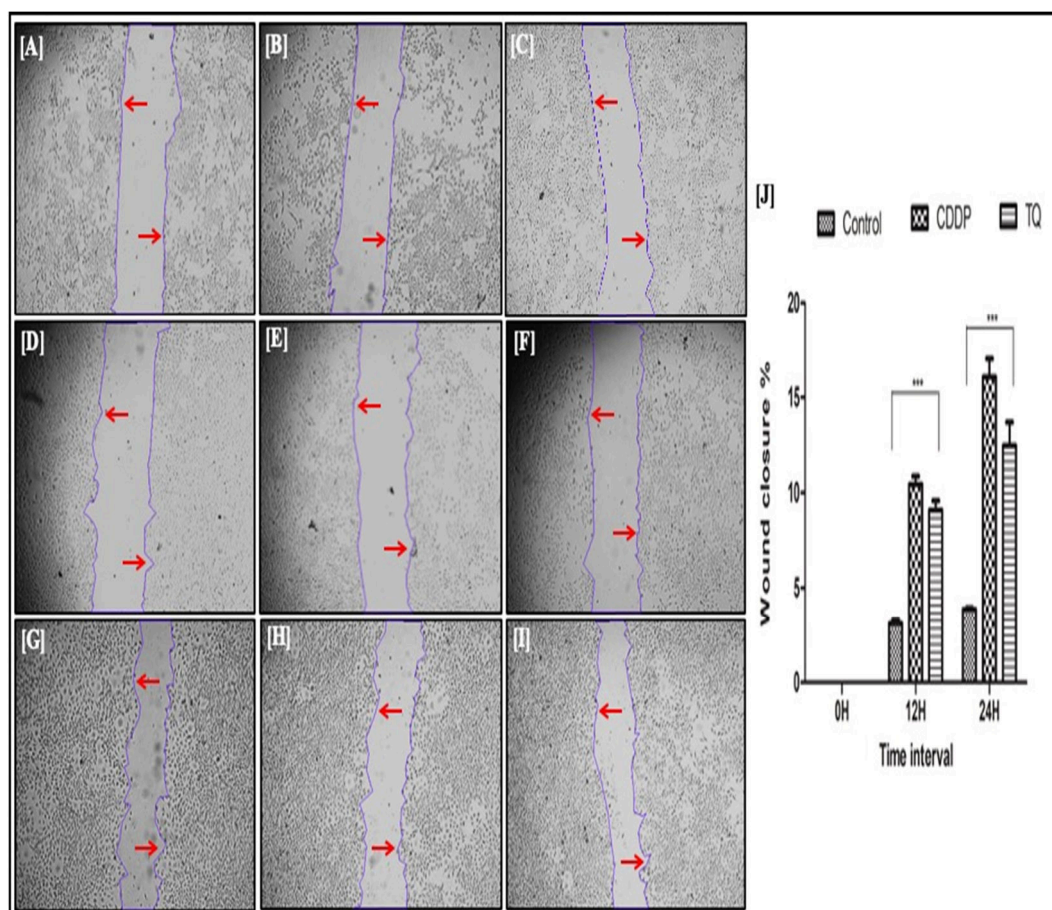 [A]
[B]
[C]
[D]
[E]
[F]
[G]
[H]
[I]
[J]
Control CDDP TQ
Wound closure %
20
15
10
5
0
***
***
0H 12H 24H
Time interval